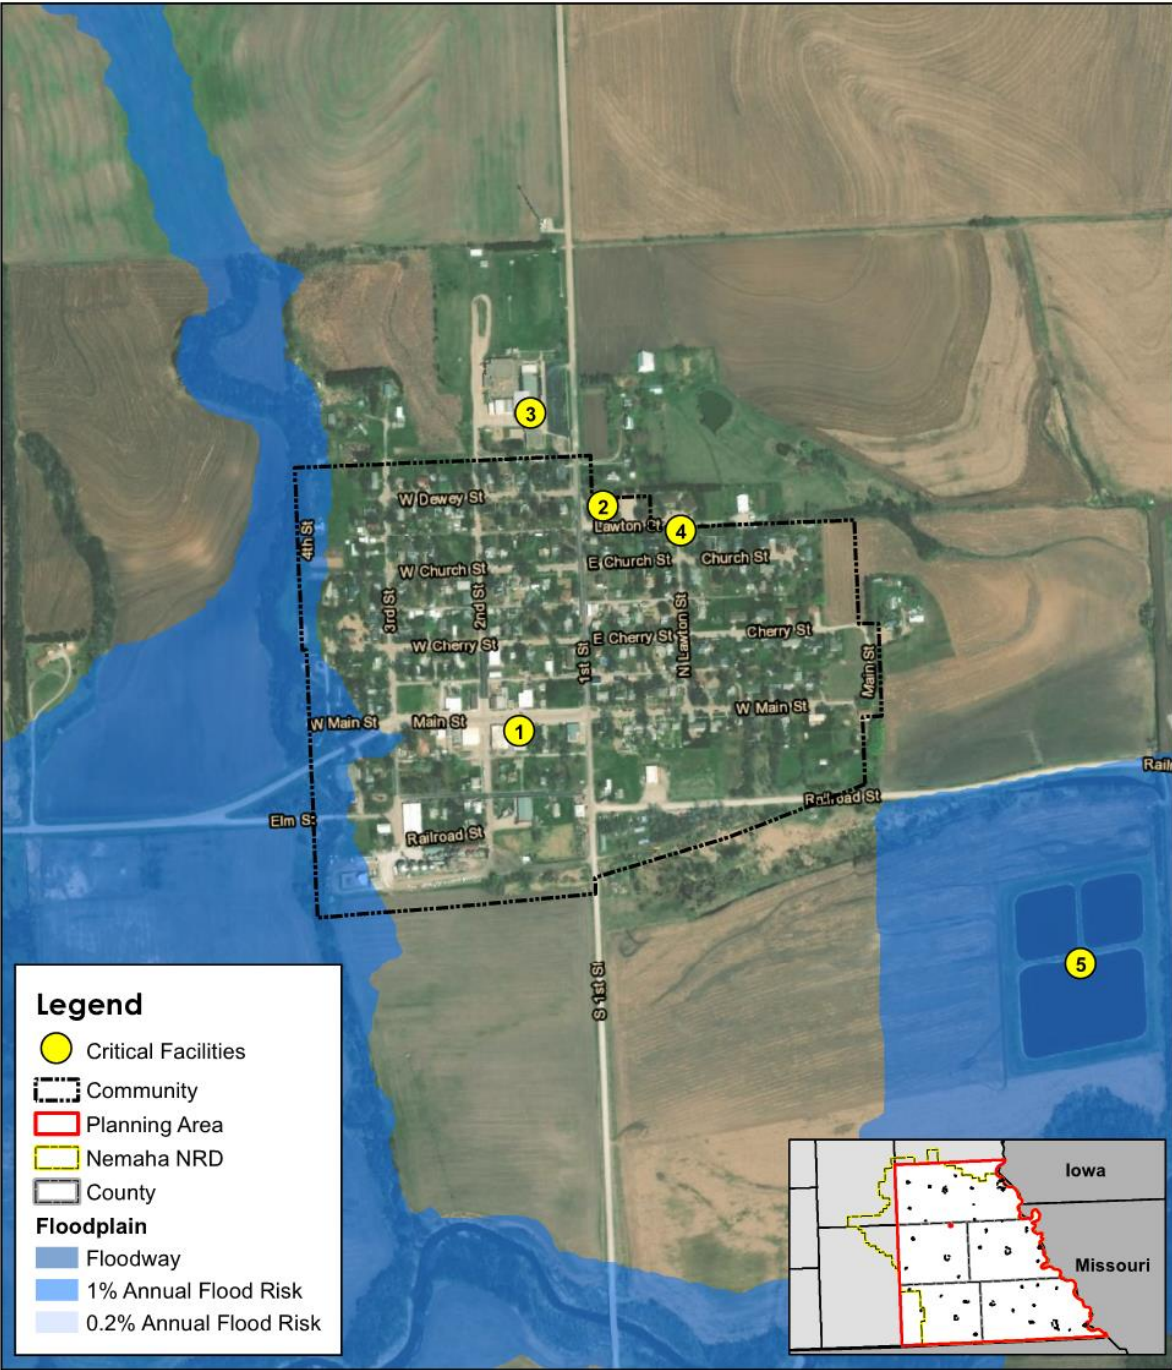 3
W Dewey St
2
Lawton St
4
4th St
E Church St
Church St
W Church St
3rd St
2nd St
N Lawton St
E Cherry St
Cherry St
W Cherry St
1st St
Main St
W Main St
W Main St
Main St
1
Railroad St
Elm St
Railroad St
5
S 1st St
Legend
Critical Facilities
Community
Planning Area
Nemaha NRD
County
Floodplain
Floodway
1% Annual Flood Risk
0.2% Annual Flood Risk
Iowa
Missouri